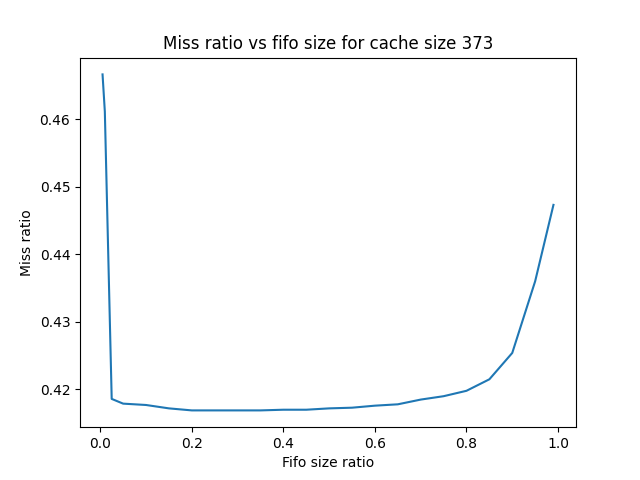 Miss ratio vs fifo size for cache size 373
0.46
0.45
0.44
0.43
0.42
Miss ratio
0.0 0.2 0.4 0.6 0.8 1.0
Fifo size ratio